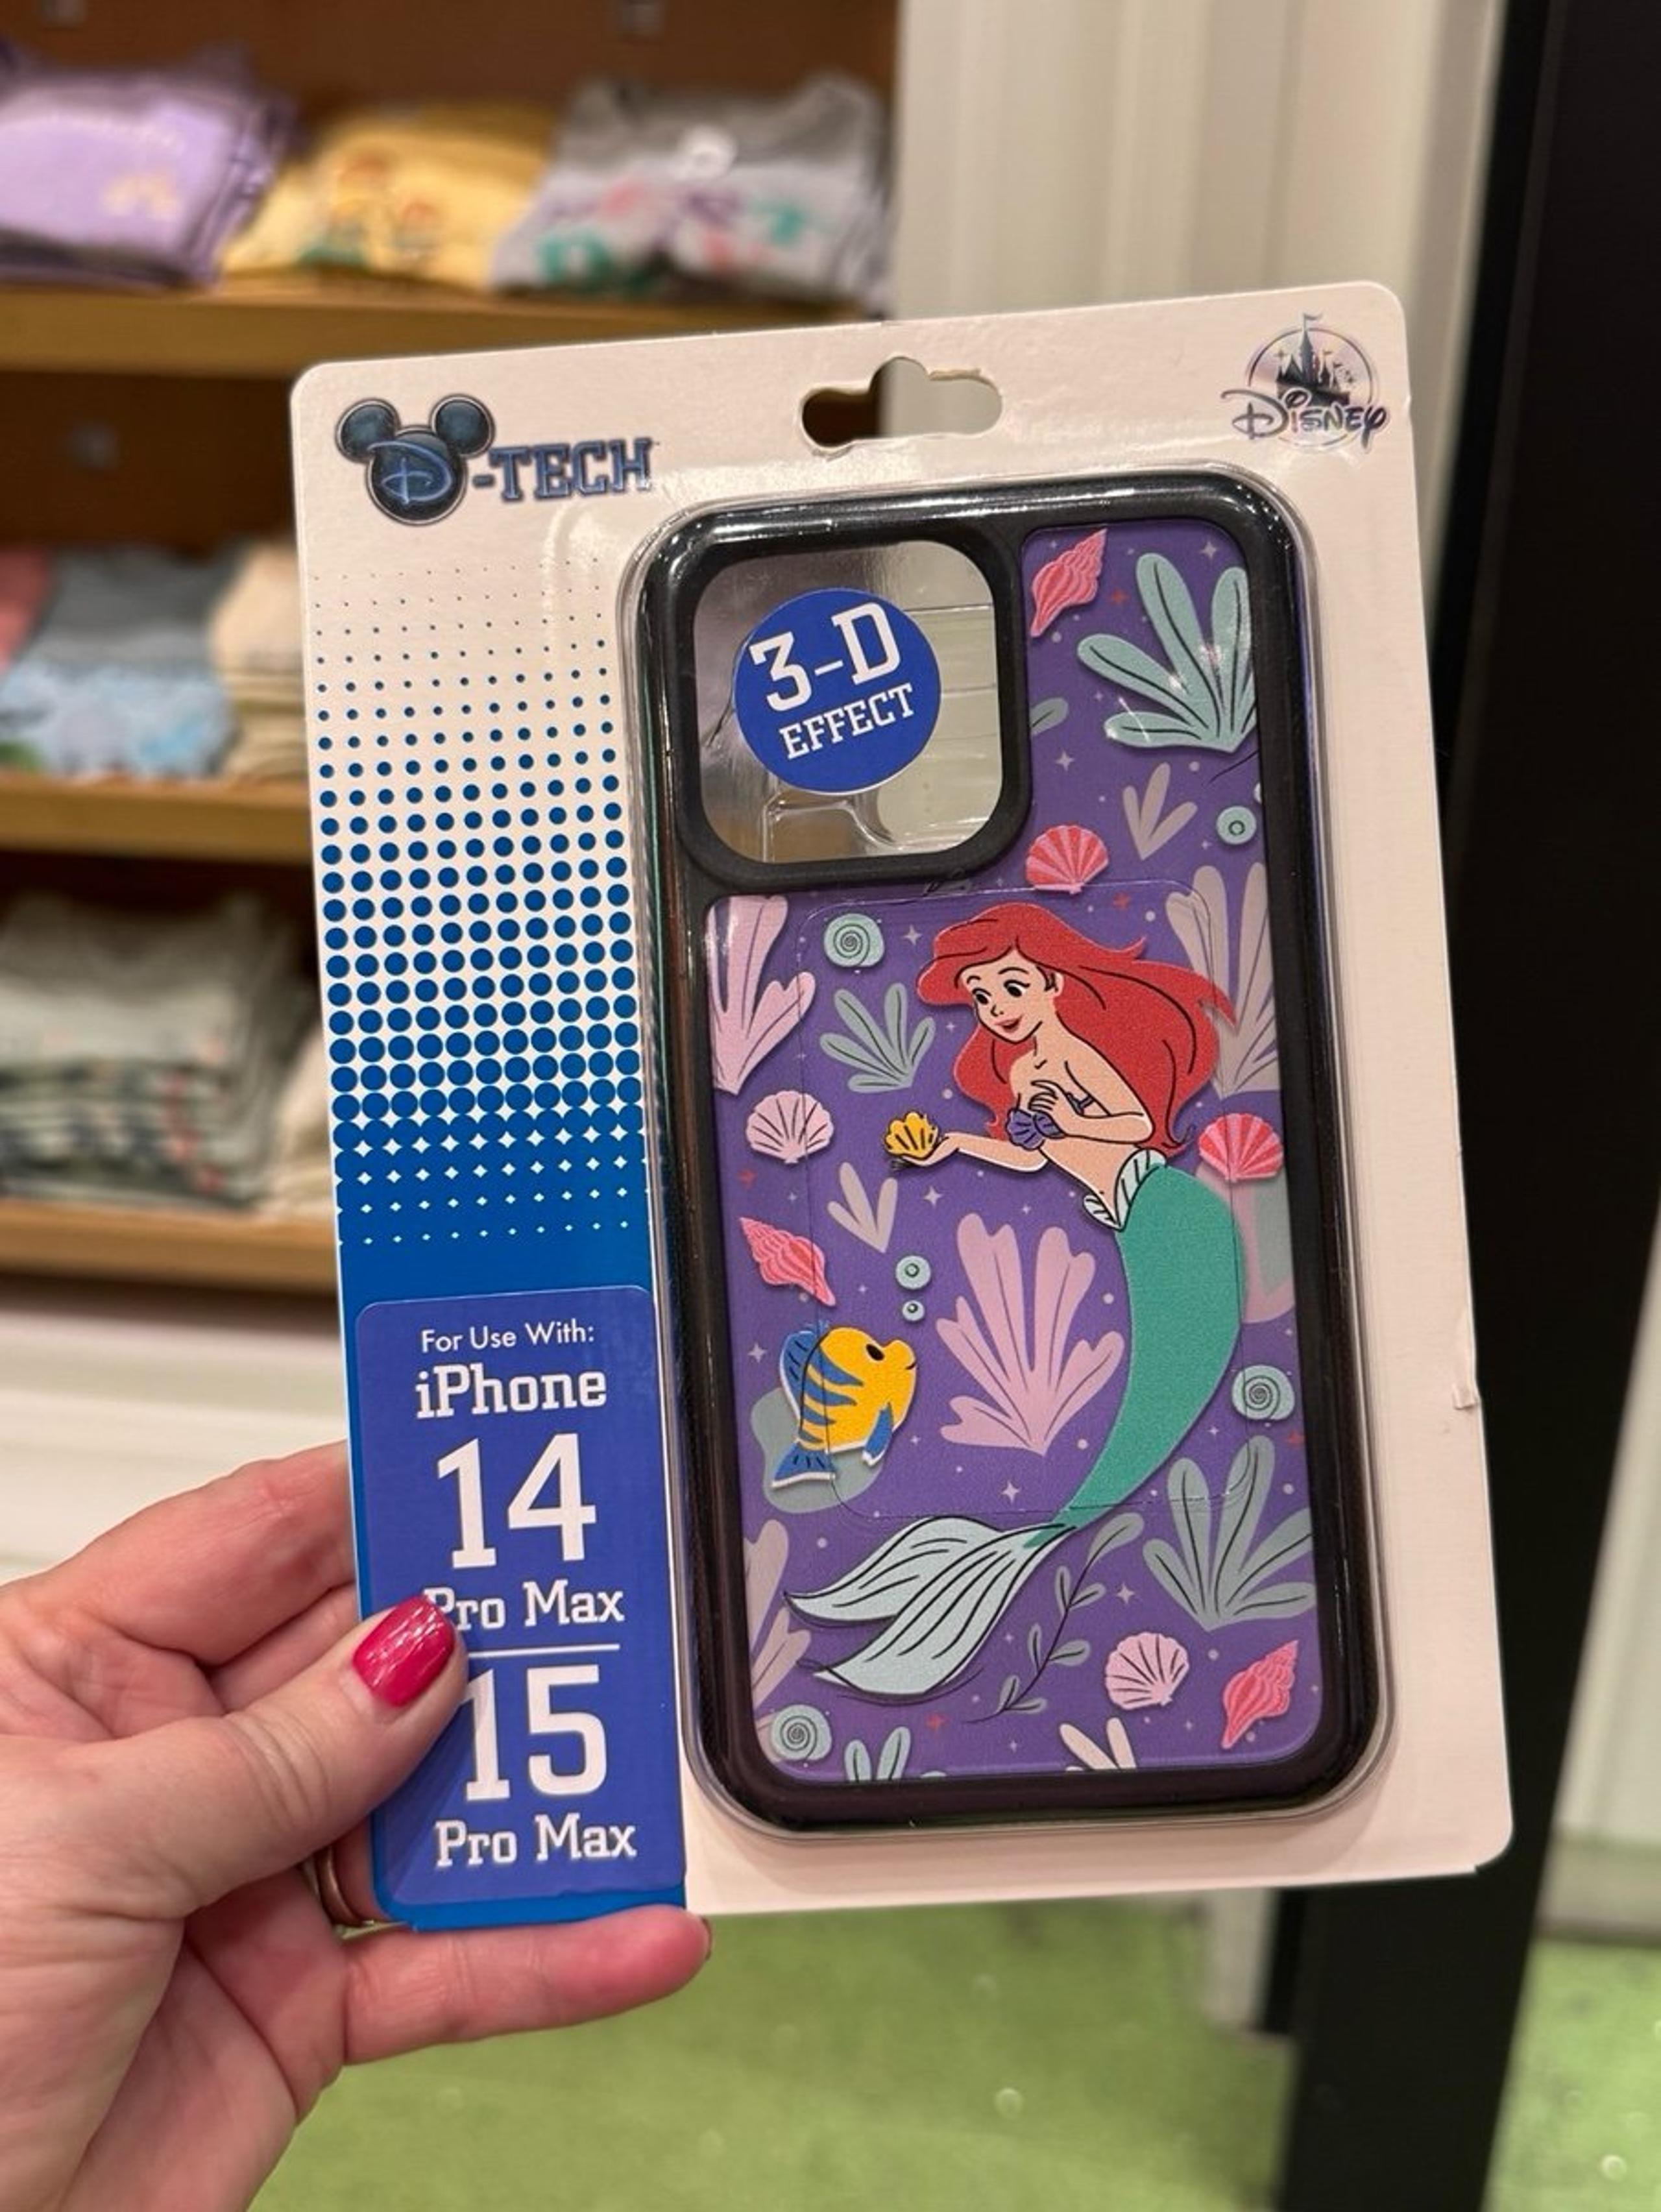 D-TECH
DISNEY
3-D
EFFECT
For Use With:
iPhone
14
Pro Max
15
Pro Max